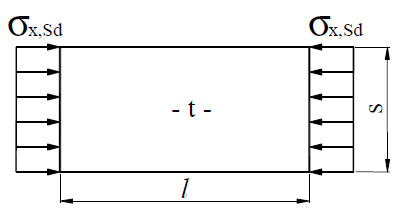 σx,Sd σx,Sd
- t -
s
l